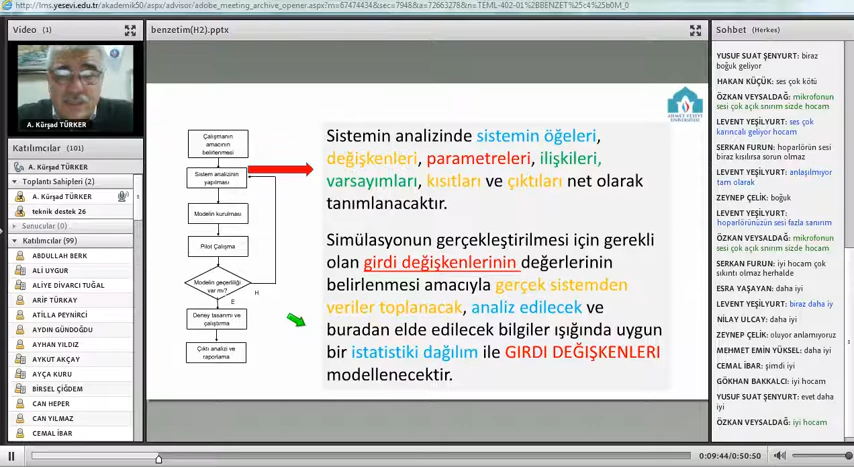 http://lms.yesevi.edu.tr/akademik50/aspx/advisor/adobe_meeting_archive_opener.aspx?m=67474434&sec=7948&a=72663278&n=TEML-402-01%2BBENZET%25c4%25b0M_0
Video (1)
A. Kürşad TÜRKER
Katılımcılar (101)
A. Kürşad TÜRKER
Toplantı Sahipleri (2)
A. Kürşad TÜRKER
teknik destek 26
Sunucular (0)
Katılımcılar (99)
ABDULLAH BERK
ALİ UYGUR
ALİE DİVARCI TUĞAL
ARİF TÜRKAY
ATİLLA PEYNİRCİ
AYDIN GÜNDOĞDU
AYHAN YILDIZ
AYKUT AKÇAY
AYÇA KURU
BİRSEL ÇİĞDEM
CAN HEPER
CAN YILMAZ
CEMAL İBAR
benzetim(H2).pptx
AHMET YESEVİ
ÜNİVERSİTESİ
Çalışmanın
amacının
belirlenmesi
Sistem analizinin
yapılması
Modelin kurulması
Pilot Çalışma
Modelin geçerliliği
var mı?
H
E
Deney tasarımı ve
çalıştırma
Çıktı analizi ve
raporlama
Sistemin analizinde sistemin öğeleri,
değişkenleri, parametreleri, ilişkileri,
varsayımları, kısıtları ve çıktıları net olarak
tanımlanacaktır.
Simülasyonun gerçekleştirilmesi için gerekli
olan girdi değişkenlerinin değerlerinin
belirlenmesi amacıyla gerçek sistemden
veriler toplanacak, analiz edilecek ve
buradan elde edilecek bilgiler ışığında uygun
bir istatistiki dağılım ile GIRDI DEĞIŞKENLERI
modellenecektir.
Sohbet (Herkes)
YUSUF SUAT ŞENYURT: biraz
boğuk geliyor
HAKAN KÜÇÜK: ses çok kötü
ÖZKAN VEYSALDAĞ: mikrofonun
sesi çok açık sınırım sizde hocam
LEVENT YEŞİLYURT: ses çok
karıncalı geliyor hocam
SERKAN FURUN: hoparlörün sesi
biraz kısılırsa sorun olmaz
LEVENT YEŞİLYURT: anlaşılmıyor
tam olarak
ZEYNEP ÇELİK: boğuk
LEVENT YEŞİLYURT:
hoparlörünüzün sesi fazla sanırım
ÖZKAN VEYSALDAĞ: mikrofonun
sesi çok açık sınırım sizde hocam
SERKAN FURUN: iyi hocam çok
sıkıntı olmaz herhalde
ESRA YAŞAYAN: daha iyi
LEVENT YEŞİLYURT: biraz daha iy
NİLAY ULCAY: daha iyi
ZEYNEP ÇELİK: oluyor anlamıyoruz
MEHMET EMİN YÜKSEL: daha iyi
CEMAL İBAR: şimdi iyi
GÖKHAN BAKKALCI: iyi hocam
YUSUF SUAT ŞENYURT: evet daha
iyi
ÖZKAN VEYSALDAĞ: iyi hocam
0:09:44/0:50:50